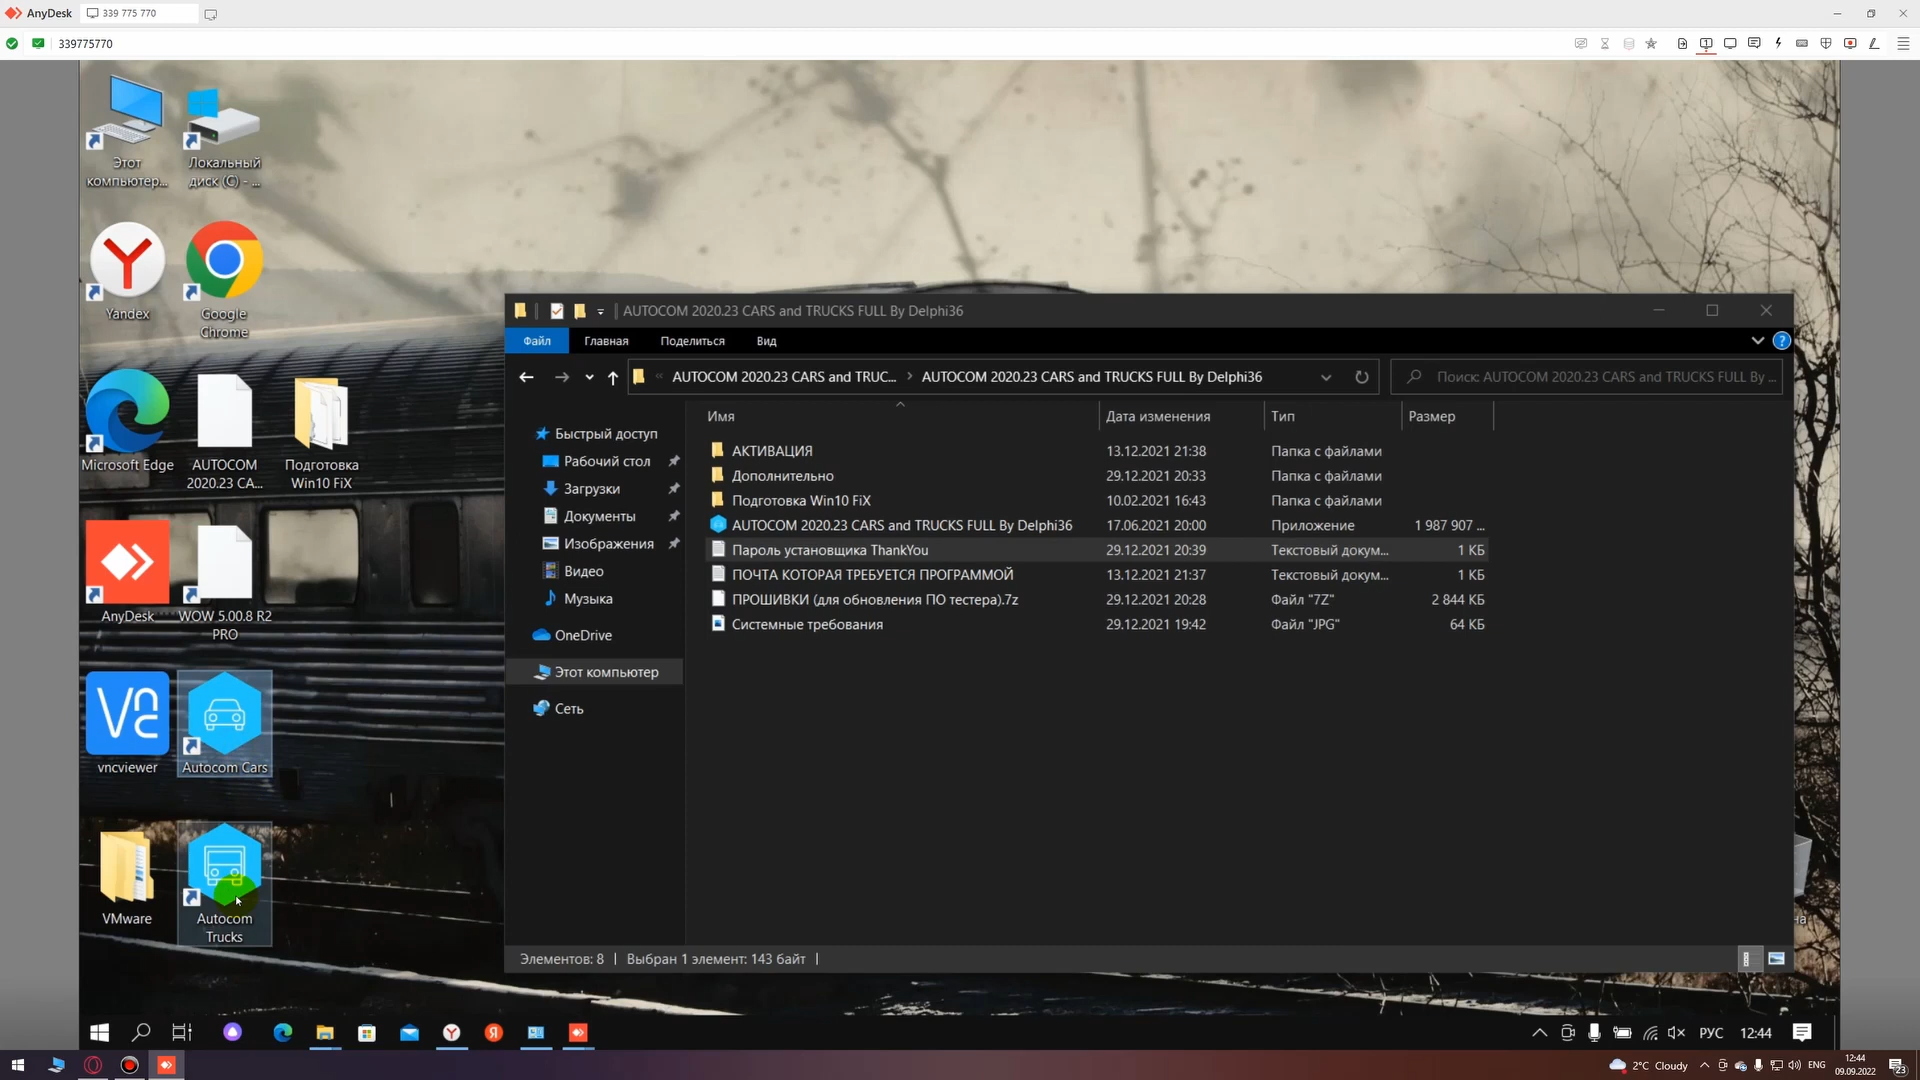 AnyDesk
339 775 770
339775770
Этот компьютер...
Локальный диск (C) - ...
Yandex
Google Chrome
Microsoft Edge
AUTOCOM 2020.23 CA...
Подготовка Win10 FiX
AnyDesk
WOW 5.00.8 R2 PRO
vncviewer
Autocom Cars
VMware
Autocom Trucks
AUTOCOM 2020.23 CARS and TRUCKS FULL By Delphi36
Файл Главная Поделиться Вид
« AUTOCOM 2020.23 CARS and TRUC... › AUTOCOM 2020.23 CARS and TRUCKS FULL By Delphi36
Поиск: AUTOCOM 2020.23 CARS and TRUCKS FULL By ...
Быстрый доступ
Рабочий стол
Загрузки
Документы
Изображения
Видео
Музыка
OneDrive
Этот компьютер
Сеть
Имя Дата изменения Тип Размер
АКТИВАЦИЯ 13.12.2021 21:38 Папка с файлами
Дополнительно 29.12.2021 20:33 Папка с файлами
Подготовка Win10 FiX 10.02.2021 16:43 Папка с файлами
AUTOCOM 2020.23 CARS and TRUCKS FULL By Delphi36 17.06.2021 20:00 Приложение 1 987 907 ...
Пароль установщика ThankYou 29.12.2021 20:39 Текстовый докум... 1 КБ
ПОЧТА КОТОРАЯ ТРЕБУЕТСЯ ПРОГРАММОЙ 13.12.2021 21:37 Текстовый докум... 1 КБ
ПРОШИВКИ (для обновления ПО тестера).7z 29.12.2021 20:28 Файл "7Z" 2 844 КБ
Системные требования 29.12.2021 19:42 Файл "JPG" 64 КБ
Элементов: 8 Выбран 1 элемент: 143 байт
на
РУС 12:44
2°C Cloudy ENG 12:44
09.09.2022
23